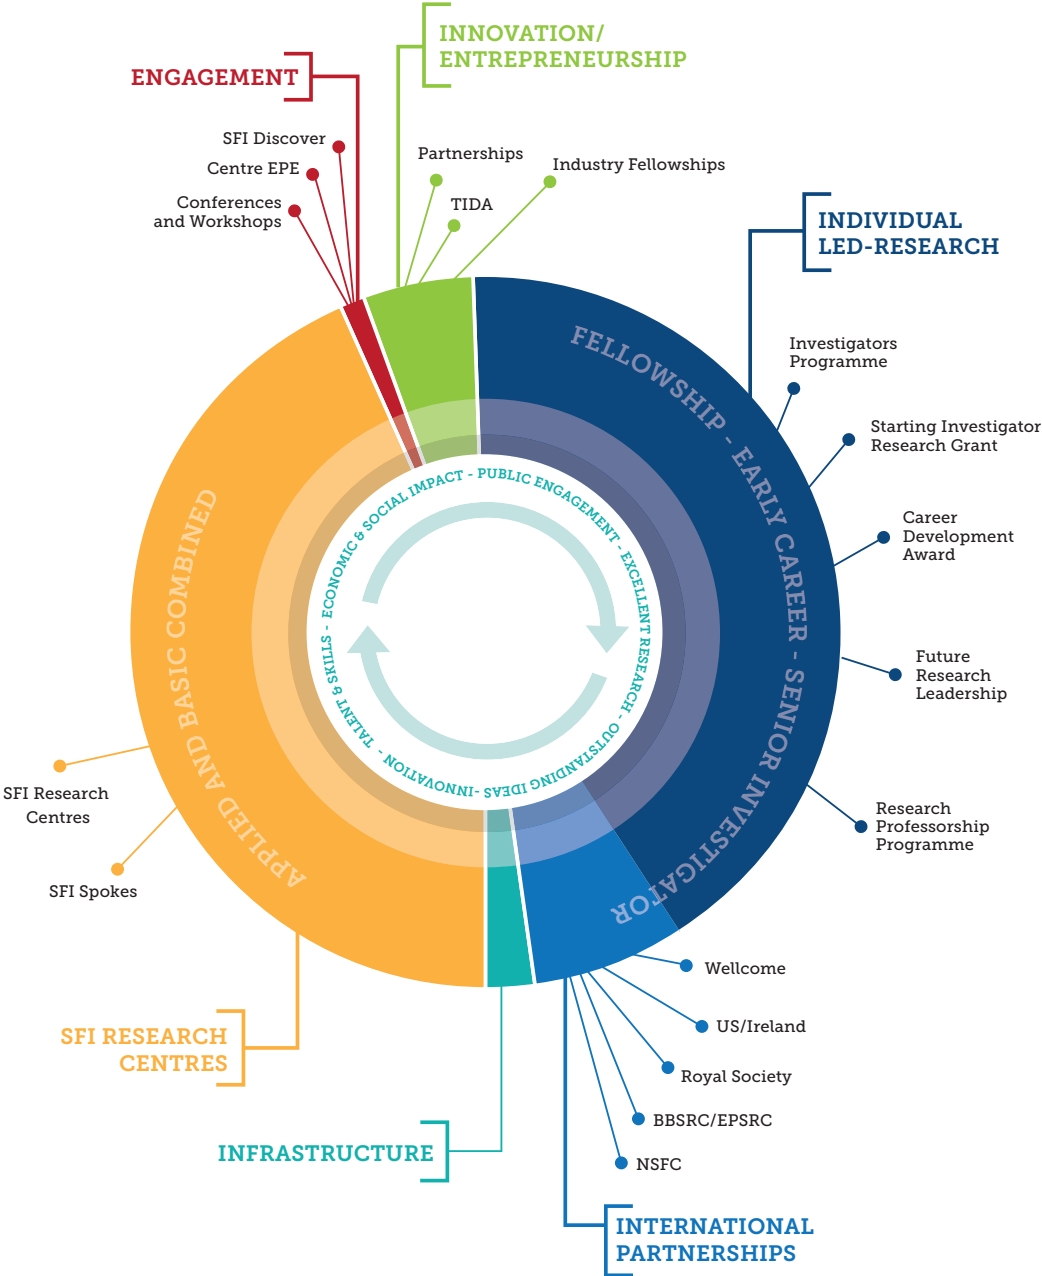 INNOVATION/
ENTREPRENEURSHIP
ENGAGEMENT
SFI Discover
Centre EPE
Conferences
and Workshops
Partnerships
TIDA
Industry Fellowships
INDIVIDUAL
LED-RESEARCH
Investigators
Programme
Starting Investigator
Research Grant
Career
Development
Award
Future
Research
Leadership
Research
Professorship
Programme
FELLOWSHIP - EARLY CAREER - SENIOR INVESTIGATOR
APPLIED AND BASIC COMBINED
ECONOMIC & SOCIAL IMPACT - PUBLIC ENGAGEMENT - EXCELLENT RESEARCH - OUTSTANDING IDEAS -INNOVATION - TALENT & SKILLS -
SFI Research
Centres
SFI Spokes
SFI RESEARCH
CENTRES
INFRASTRUCTURE
Wellcome
US/Ireland
Royal Society
BBSRC/EPSRC
NSFC
INTERNATIONAL
PARTNERSHIPS